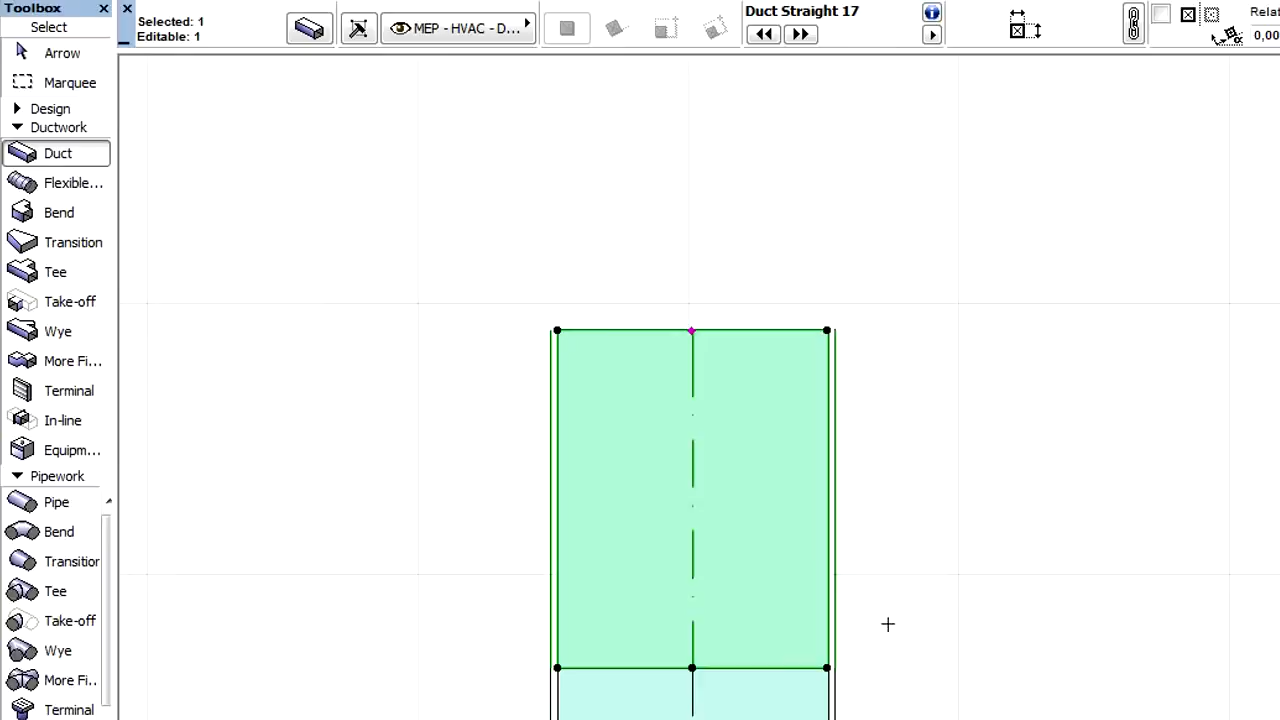 Toolbox
Select
Arrow
Marquee
Design
Ductwork
Duct
Flexible...
Bend
Transition
Tee
Take-off
Wye
More Fi...
Terminal
In-line
Equipm...
Pipework
Pipe
Bend
Transition
Tee
Take-off
Wye
More Fi..
Terminal
Selected: 1
Editable: 1
MEP - HVAC - D...
Duct Straight 17
Relat
0,00